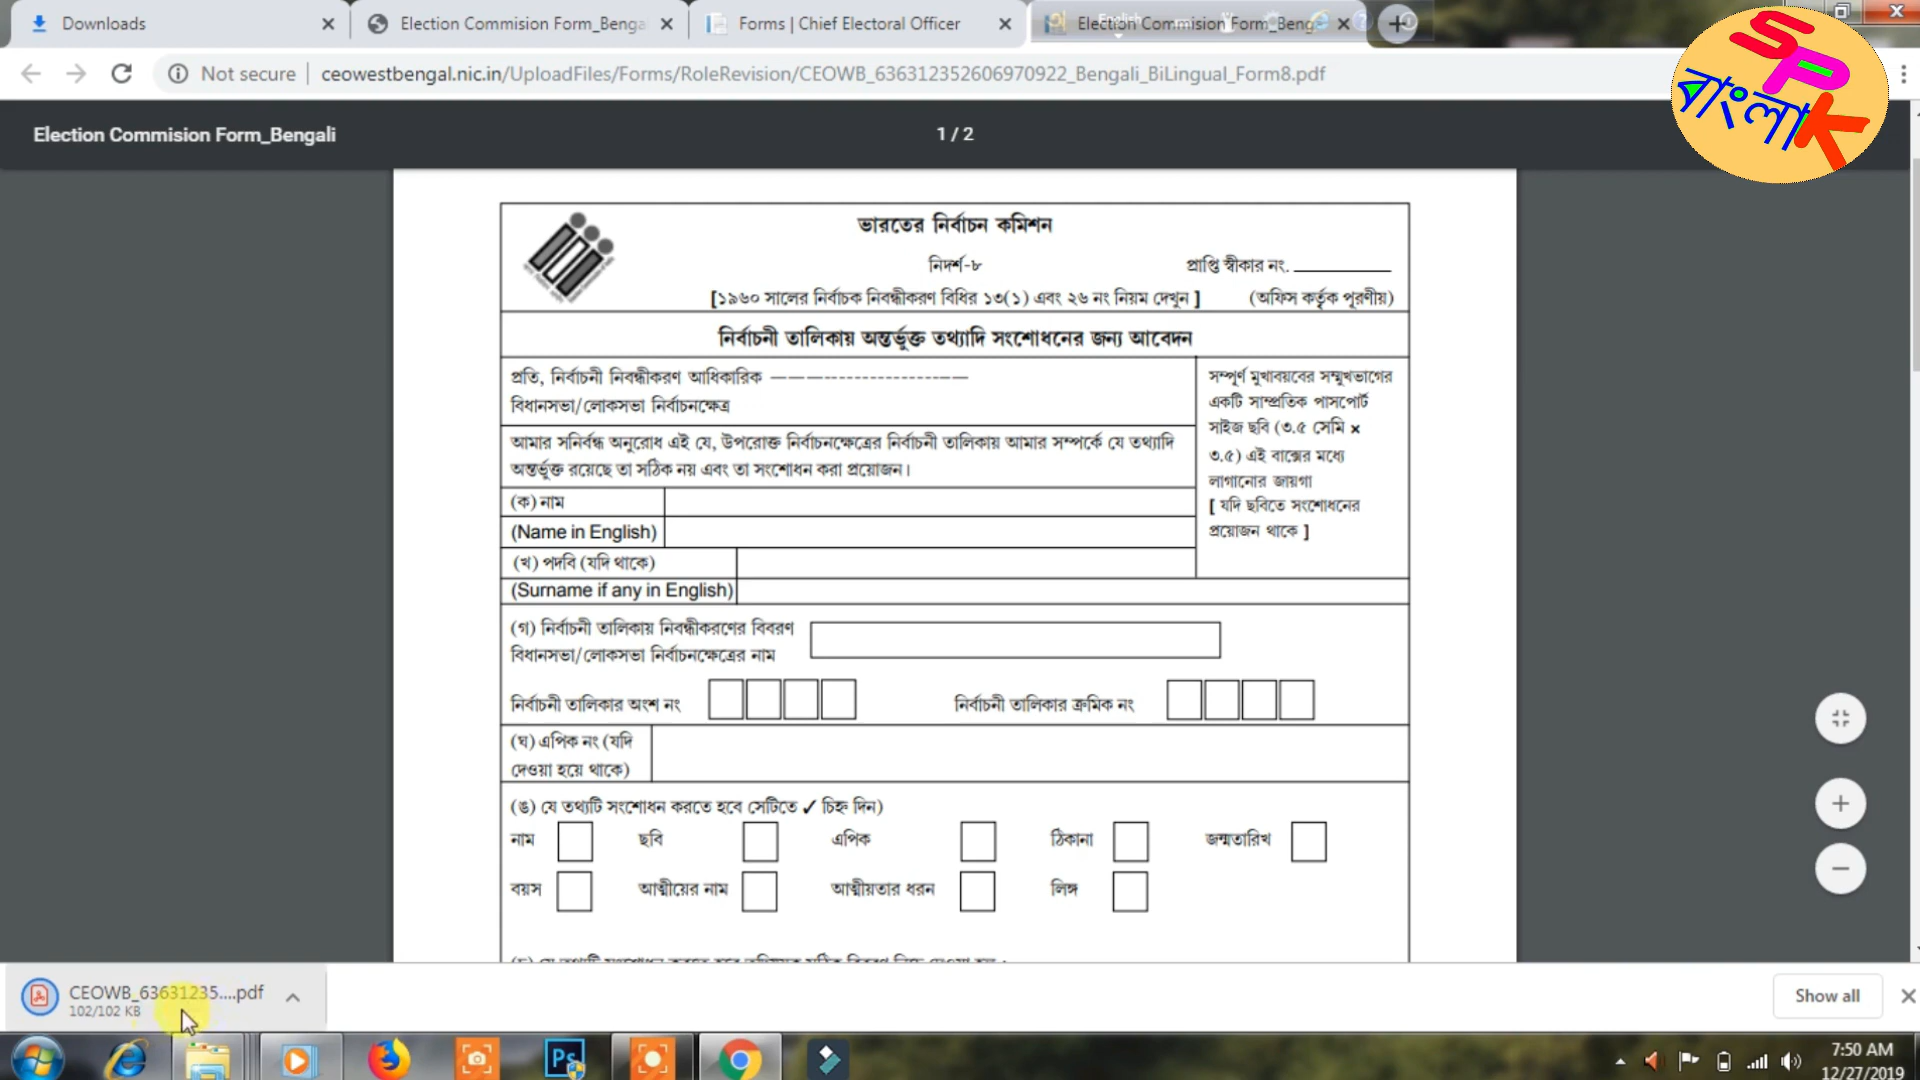 Downloads
Election Commision Form_Benga
Forms | Chief Electoral Officer
Election Commision Form_Beng
Not secure
ceowestbengal.nic.in/UploadFiles/Forms/RoleRevision/CEOWB_636312352606970922_Bengali_BiLingual_Form8.pdf
SP
বাংলা K
Election Commision Form_Bengali
1 / 2
ভারতের নির্বাচন কমিশন
নিদর্শ-৮
প্রাপ্তি স্বীকার নং.
[১৯৬০ সালের নির্বাচক নিবন্ধীকরণ বিধির ১৩(১) এবং ২৬ নং নিয়ম দেখুন ]
(অফিস কর্তৃক পূরণীয়)
নির্বাচনী তালিকায় অন্তর্ভুক্ত তথ্যাদি সংশোধনের জন্য আবেদন
প্রতি, নির্বাচনী নিবন্ধীকরণ আধিকারিক
বিধানসভা/লোকসভা নির্বাচনক্ষেত্র
সম্পূর্ণ মুখাবয়বের সম্মুখভাগের
একটি সাম্প্রতিক পাসপোর্ট
সাইজ ছবি (৩.৫ সেমি ×
৩.৫) এই বাক্সের মধ্যে
লাগানোর জায়গা
[ যদি ছবিতে সংশোধনের
প্রয়োজন থাকে ]
আমার সনির্বন্ধ অনুরোধ এই যে, উপরোক্ত নির্বাচনক্ষেত্রের নির্বাচনী তালিকায় আমার সম্পর্কে যে তথ্যাদি
অন্তর্ভুক্ত রয়েছে তা সঠিক নয় এবং তা সংশোধন করা প্রয়োজন।
(ক) নাম
(Name in English)
(খ) পদবি (যদি থাকে)
(Surname if any in English)
(গ) নির্বাচনী তালিকায় নিবন্ধীকরণের বিবরণ
বিধানসভা/লোকসভা নির্বাচনক্ষেত্রের নাম
নির্বাচনী তালিকার অংশ নং
নির্বাচনী তালিকার ক্রমিক নং
(ঘ) এপিক নং (যদি
দেওয়া হয়ে থাকে)
(ঙ) যে তথ্যটি সংশোধন করতে হবে সেটিতে ✓ চিহ্ন দিন)
নাম ছবি এপিক ঠিকানা জন্মতারিখ
বয়স আত্মীয়ের নাম আত্মীয়তার ধরন লিঙ্গ
CEOWB_63631235....pdf
102/102 KB
Show all
Ps
7:50 AM
12/27/2019